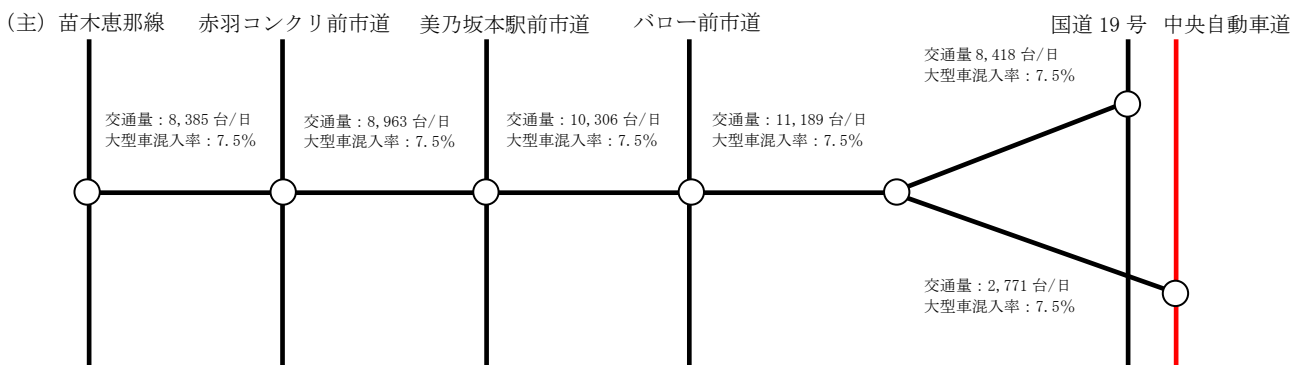 （主）苗木恵那線
赤羽コンクリ前市道
美乃坂本駅前市道
バロー前市道
国道 19 号
中央自動車道
交通量：8,385 台/日
大型車混入率：7.5%
交通量：8,963 台/日
大型車混入率：7.5%
交通量：10,306 台/日
大型車混入率：7.5%
交通量：11,189 台/日
大型車混入率：7.5%
交通量 8,418 台/日
大型車混入率：7.5%
交通量：2,771 台/日
大型車混入率：7.5%